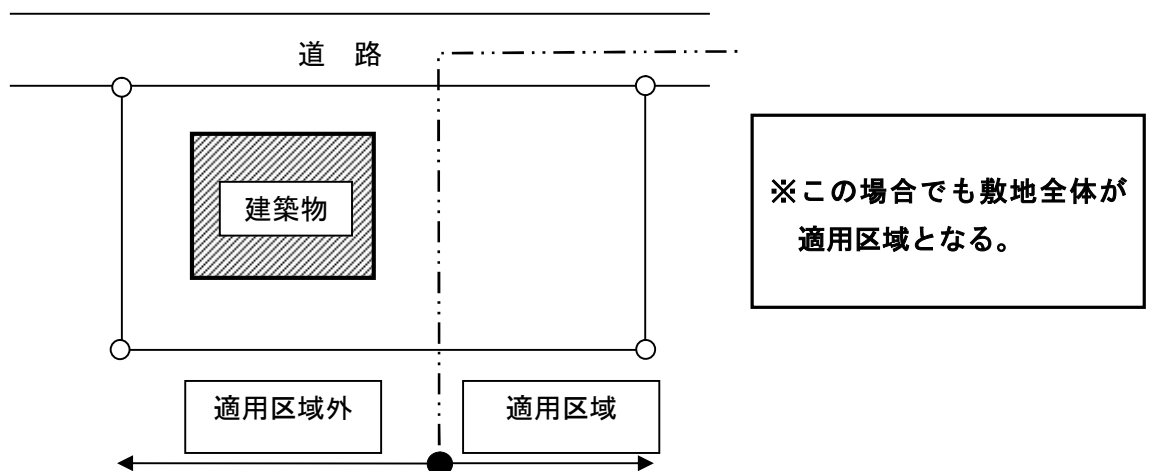 道　路
建築物
※この場合でも敷地全体が
適用区域となる。
適用区域外
適用区域